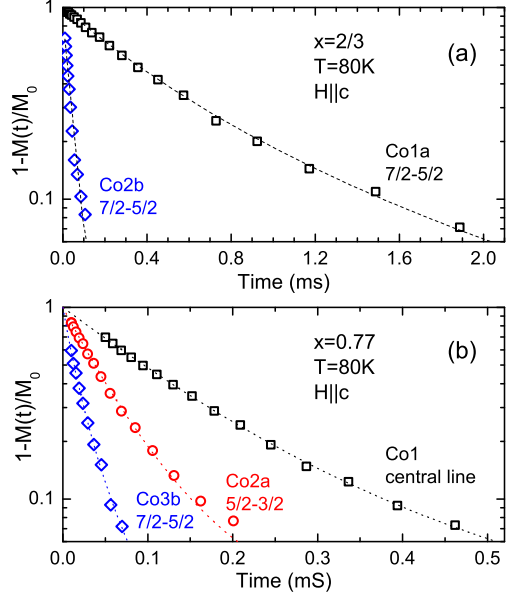 1
x=2/3
(a)
T=80K
H||c
1-M(t)/M0
Co2b
7/2-5/2
Co1a
7/2-5/2
0.1
0.0 0.4 0.8 1.2 1.6 2.0
Time (ms)
1
x=0.77
(b)
T=80K
H||c
1-M(t)/M0
Co1
central line
Co2a
5/2-3/2
Co3b
7/2-5/2
0.1
0.0 0.1 0.2 0.3 0.4 0.5
Time (mS)